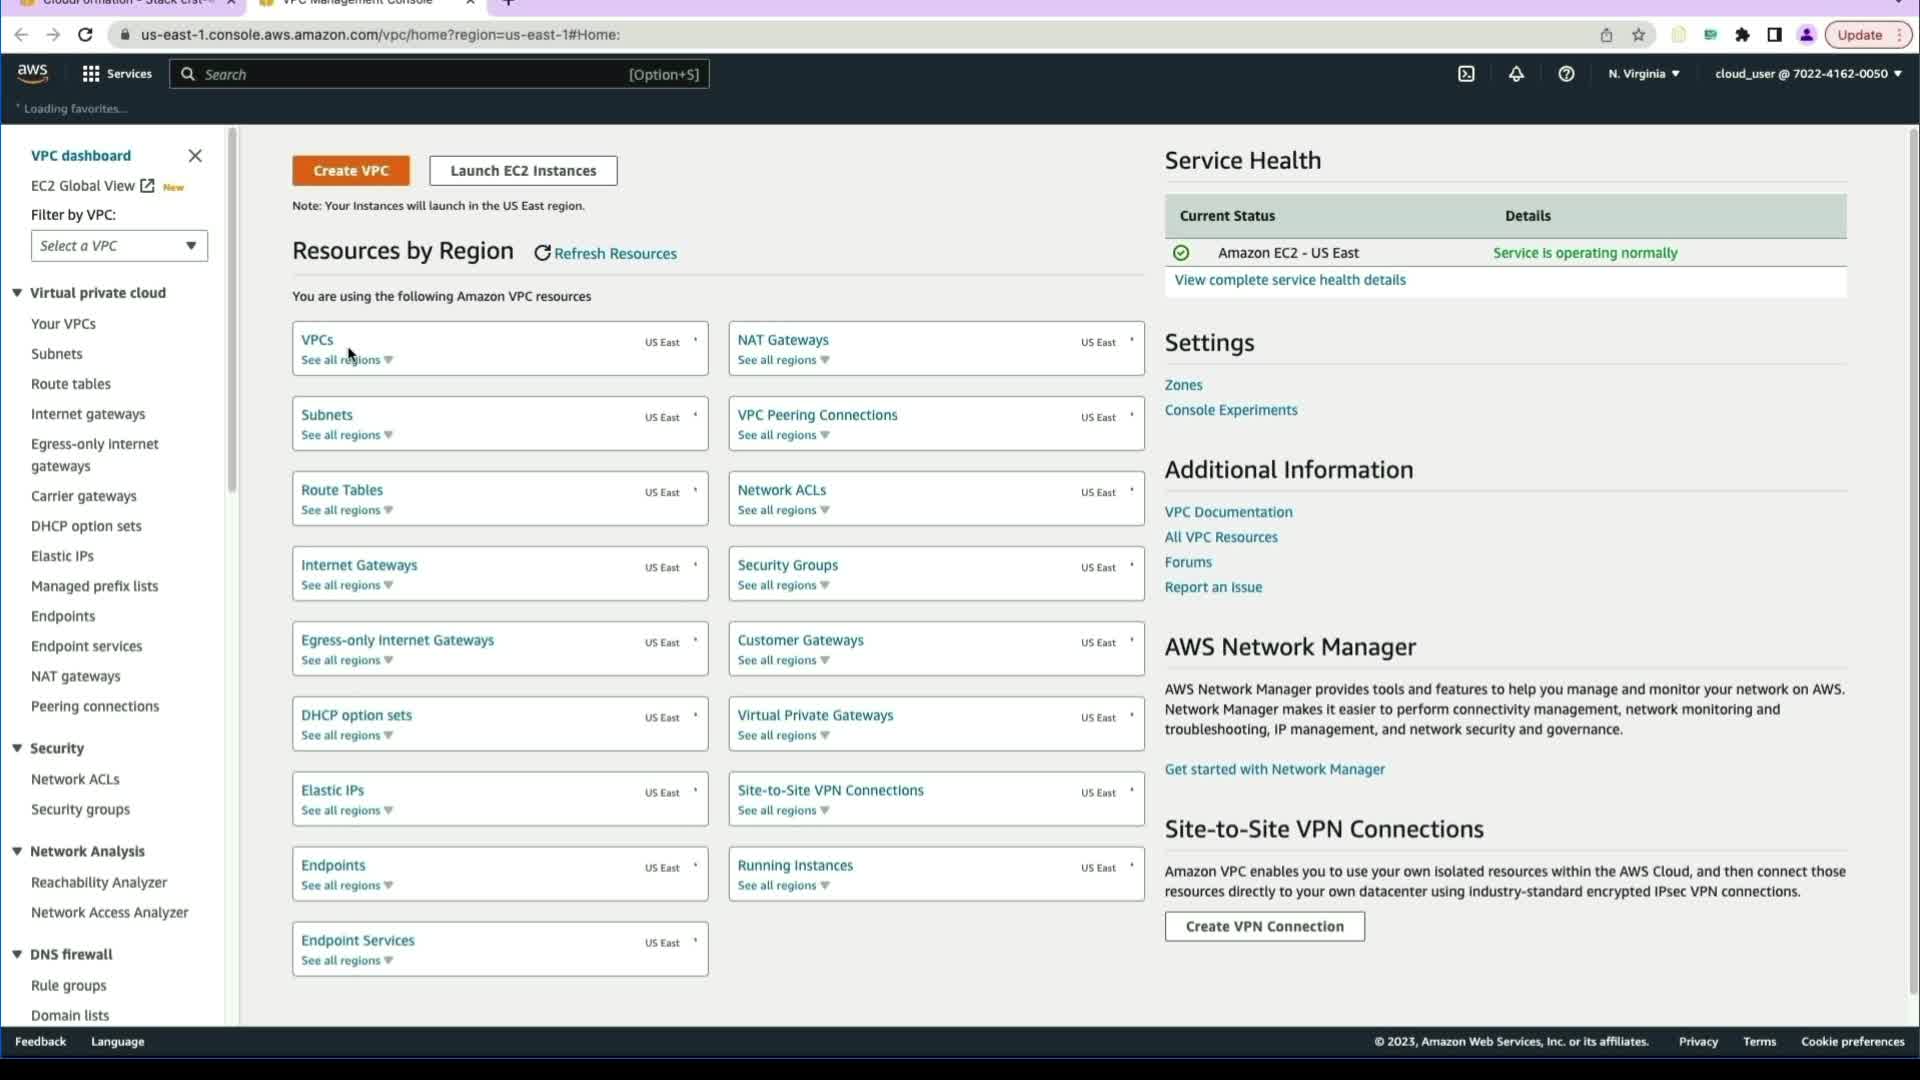 CloudFormation - Stack
VPC Management Console
us-east-1.console.aws.amazon.com/vpc/home?region=us-east-1#Home:
Update
aws
Services
Search
[Option+S]
N. Virginia
cloud_user @ 7022-4162-0050
Loading favorites...
VPC dashboard
EC2 Global View New
Filter by VPC:
Select a VPC
Virtual private cloud
Your VPCs
Subnets
Route tables
Internet gateways
Egress-only internet
gateways
Carrier gateways
DHCP option sets
Elastic IPs
Managed prefix lists
Endpoints
Endpoint services
NAT gateways
Peering connections
Security
Network ACLs
Security groups
Network Analysis
Reachability Analyzer
Network Access Analyzer
DNS firewall
Rule groups
Domain lists
Create VPC
Launch EC2 Instances
Note: Your Instances will launch in the US East region.
Resources by Region
Refresh Resources
You are using the following Amazon VPC resources
VPCs
US East
See all regions
NAT Gateways
US East
See all regions
Subnets
US East
See all regions
VPC Peering Connections
US East
See all regions
Route Tables
US East
See all regions
Network ACLs
US East
See all regions
Internet Gateways
US East
See all regions
Security Groups
US East
See all regions
Egress-only Internet Gateways
US East
See all regions
Customer Gateways
US East
See all regions
DHCP option sets
US East
See all regions
Virtual Private Gateways
US East
See all regions
Elastic IPs
US East
See all regions
Site-to-Site VPN Connections
US East
See all regions
Endpoints
US East
See all regions
Running Instances
US East
See all regions
Endpoint Services
US East
See all regions
Service Health
Current Status
Details
Amazon EC2 - US East
Service is operating normally
View complete service health details
Settings
Zones
Console Experiments
Additional Information
VPC Documentation
All VPC Resources
Forums
Report an Issue
AWS Network Manager
AWS Network Manager provides tools and features to help you manage and monitor your network on AWS.
Network Manager makes it easier to perform connectivity management, network monitoring and
troubleshooting, IP management, and network security and governance.
Get started with Network Manager
Site-to-Site VPN Connections
Amazon VPC enables you to use your own isolated resources within the AWS Cloud, and then connect those
resources directly to your own datacenter using industry-standard encrypted IPsec VPN connections.
Create VPN Connection
Feedback
Language
© 2023, Amazon Web Services, Inc. or its affiliates.
Privacy
Terms
Cookie preferences